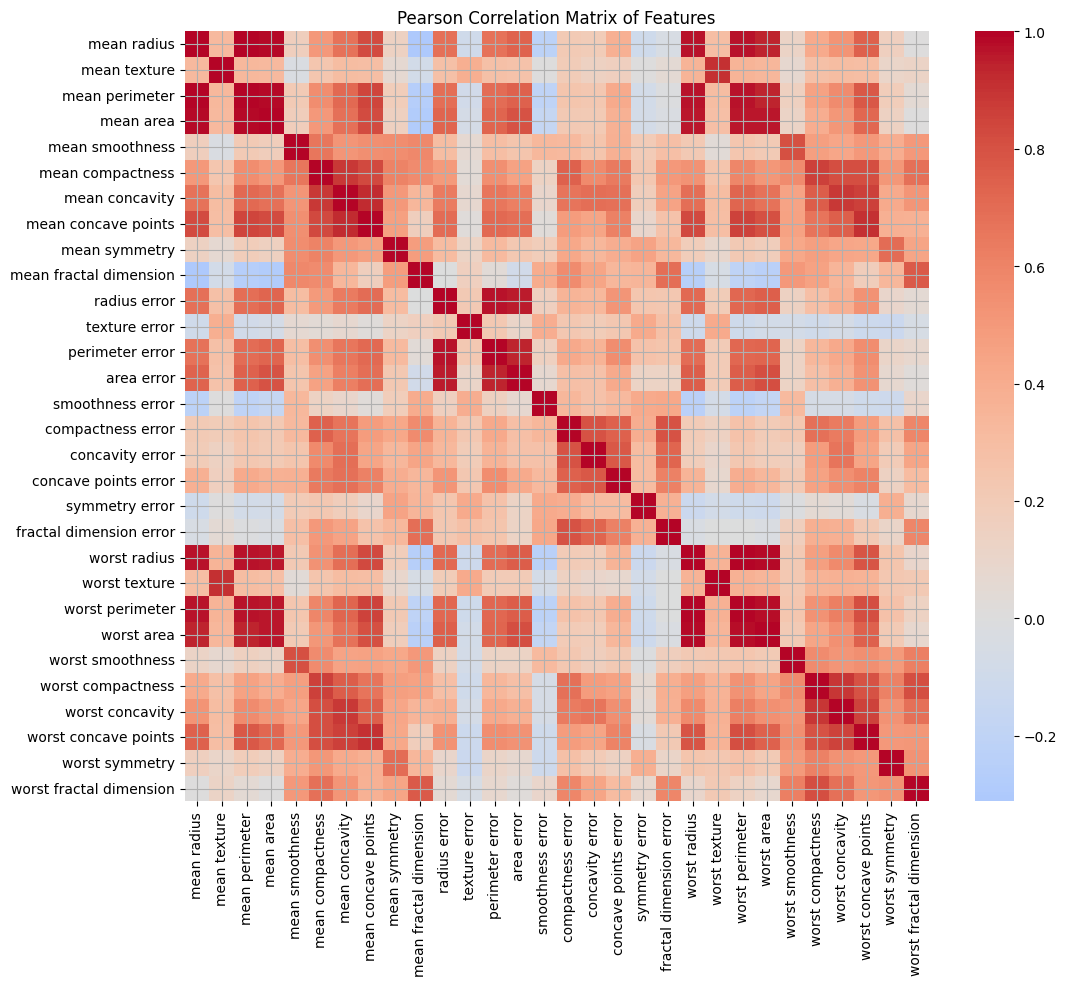 Pearson Correlation Matrix of Features
mean radius
mean texture
mean perimeter
mean area
mean smoothness
mean compactness
mean concavity
mean concave points
mean symmetry
mean fractal dimension
radius error
texture error
perimeter error
area error
smoothness error
compactness error
concavity error
concave points error
symmetry error
fractal dimension error
worst radius
worst texture
worst perimeter
worst area
worst smoothness
worst compactness
worst concavity
worst concave points
worst symmetry
worst fractal dimension
mean radius
mean texture
mean perimeter
mean area
mean smoothness
mean compactness
mean concavity
mean concave points
mean symmetry
mean fractal dimension
radius error
texture error
perimeter error
area error
smoothness error
compactness error
concavity error
concave points error
symmetry error
fractal dimension error
worst radius
worst texture
worst perimeter
worst area
worst smoothness
worst compactness
worst concavity
worst concave points
worst symmetry
worst fractal dimension
1.0
0.8
0.6
0.4
0.2
0.0
−0.2